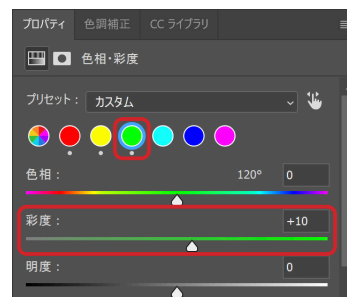 プロパティ 色調補正 CC ライブラリ
色相・彩度
プリセット： カスタム
色相： 120° 0
彩度： +10
明度： 0